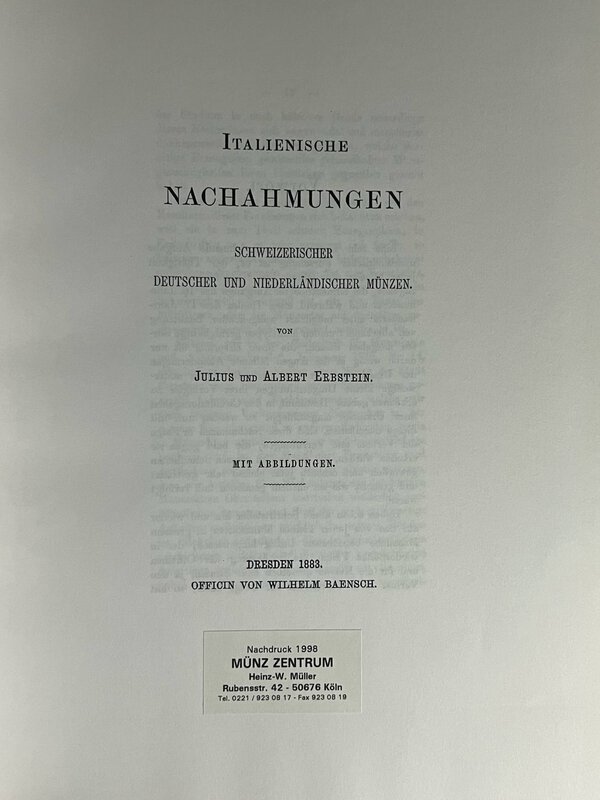 ITALIENISCHE
NACHAHMUNGEN
SCHWEIZERISCHER
DEUTSCHER UND NIEDERLÄNDISCHER MÜNZEN.
VON
JULIUS UND ALBERT ERBSTEIN.
MIT ABBILDUNGEN.
DRESDEN 1883.
OFFICIN VON WILHELM BAENSCH.
Nachdruck 1998
MÜNZ ZENTRUM
Heinz-W. Müller
Rubensstr. 42 - 50676 Köln
Tel. 0221 / 923 08 17 - Fax 923 08 19